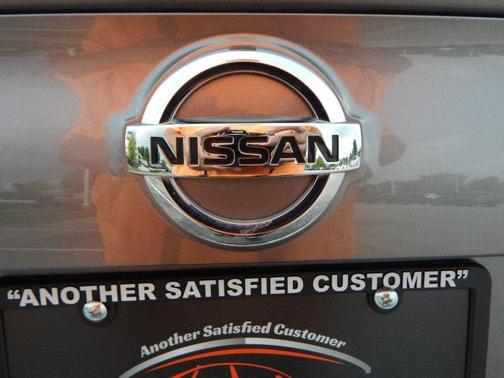 NISSAN
“ANOTHER SATISFIED CUSTOMER”
Another Satisfied Customer